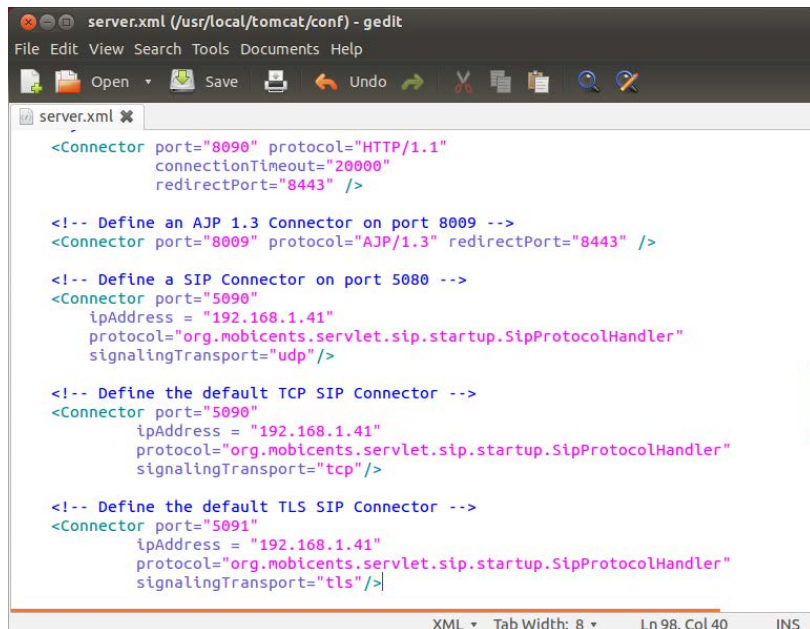 server.xml (/usr/local/tomcat/conf) - gedit
File Edit View Search Tools Documents Help
Open Save Undo
server.xml
<Connector port="8090" protocol="HTTP/1.1"
connectionTimeout="20000"
redirectPort="8443" />
<!-- Define an AJP 1.3 Connector on port 8009 -->
<Connector port="8009" protocol="AJP/1.3" redirectPort="8443" />
<!-- Define a SIP Connector on port 5080 -->
<Connector port="5090"
ipAddress = "192.168.1.41"
protocol="org.mobicents.servlet.sip.startup.SipProtocolHandler"
signalingTransport="udp"/>
<!-- Define the default TCP SIP Connector -->
<Connector port="5090"
ipAddress = "192.168.1.41"
protocol="org.mobicents.servlet.sip.startup.SipProtocolHandler"
signalingTransport="tcp"/>
<!-- Define the default TLS SIP Connector -->
<Connector port="5091"
ipAddress = "192.168.1.41"
protocol="org.mobicents.servlet.sip.startup.SipProtocolHandler"
signalingTransport="tls"/>
XML Tab Width: 8 Ln 98, Col 40 INS